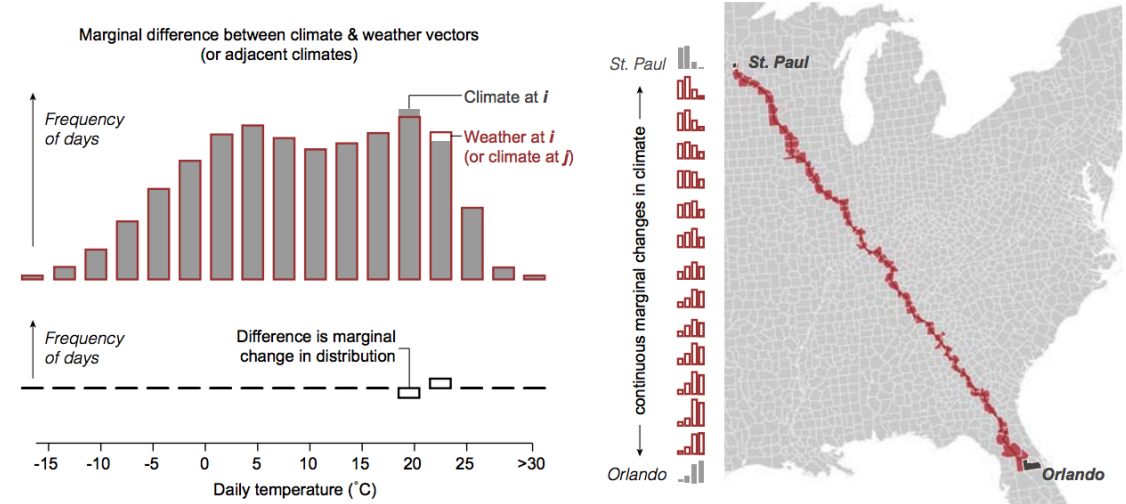 Marginal difference between climate & weather vectors
(or adjacent climates)
Frequency
of days
Climate at i
Weather at i
(or climate at j)
Frequency
of days
Difference is marginal
change in distribution
-15 -10 -5 0 5 10 15 20 25 >30
Daily temperature (˚C)
St. Paul
continuous marginal changes in climate
Orlando
St. Paul
Orlando